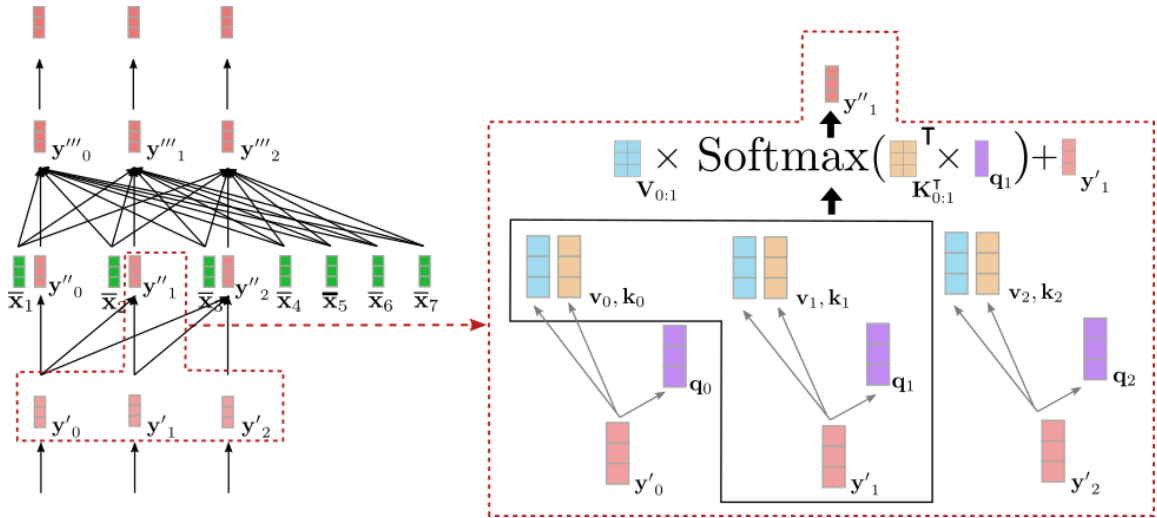 y'''₀ y'''₁ y'''₂
x̄₁ y''₀ x̄₂ y''₁ x̄₃ y''₂ x̄₄ x̄₅ x̄₆ x̄₇
y'₀ y'₁ y'₂
y''₁
V₀:₁ × Softmax( K⊤₀:₁ ⊤ × q₁ ) + y'₁
v₀, k₀ v₁, k₁ v₂, k₂
q₀ q₁ q₂
y'₀ y'₁ y'₂